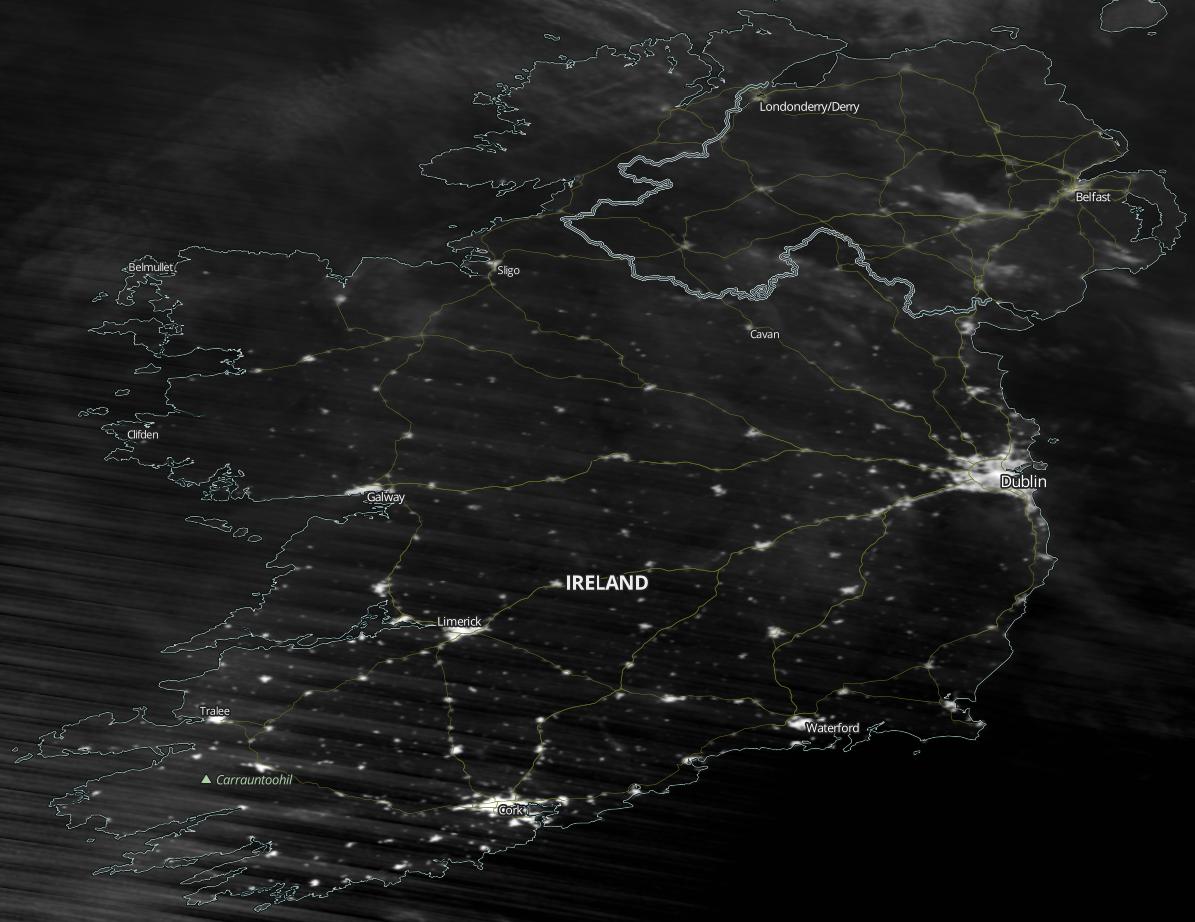 Londonderry/Derry
Belfast
Belmullet
Sligo
Cavan
Clifden
Dublin
Galway
IRELAND
Limerick
Tralee
Waterford
Carrauntoohil
Cork